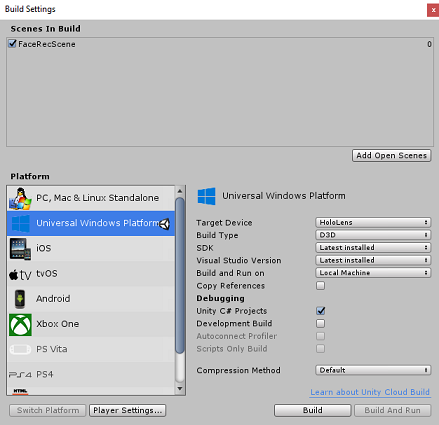 Build Settings
x
Scenes In Build
FaceRecScene 0
Add Open Scenes
Platform
PC, Mac & Linux Standalone
Universal Windows Platform
iOS
tv tvOS
Android
Xbox One
PS Vita
PS4 PS4
HTML
Universal Windows Platform
Target Device HoloLens
Build Type D3D
SDK Latest installed
Visual Studio Version Latest installed
Build and Run on Local Machine
Copy References
Debugging
Unity C# Projects
Development Build
Autoconnect Profiler
Scripts Only Build
Compression Method Default
Learn about Unity Cloud Build
Switch Platform
Player Settings...
Build
Build And Run